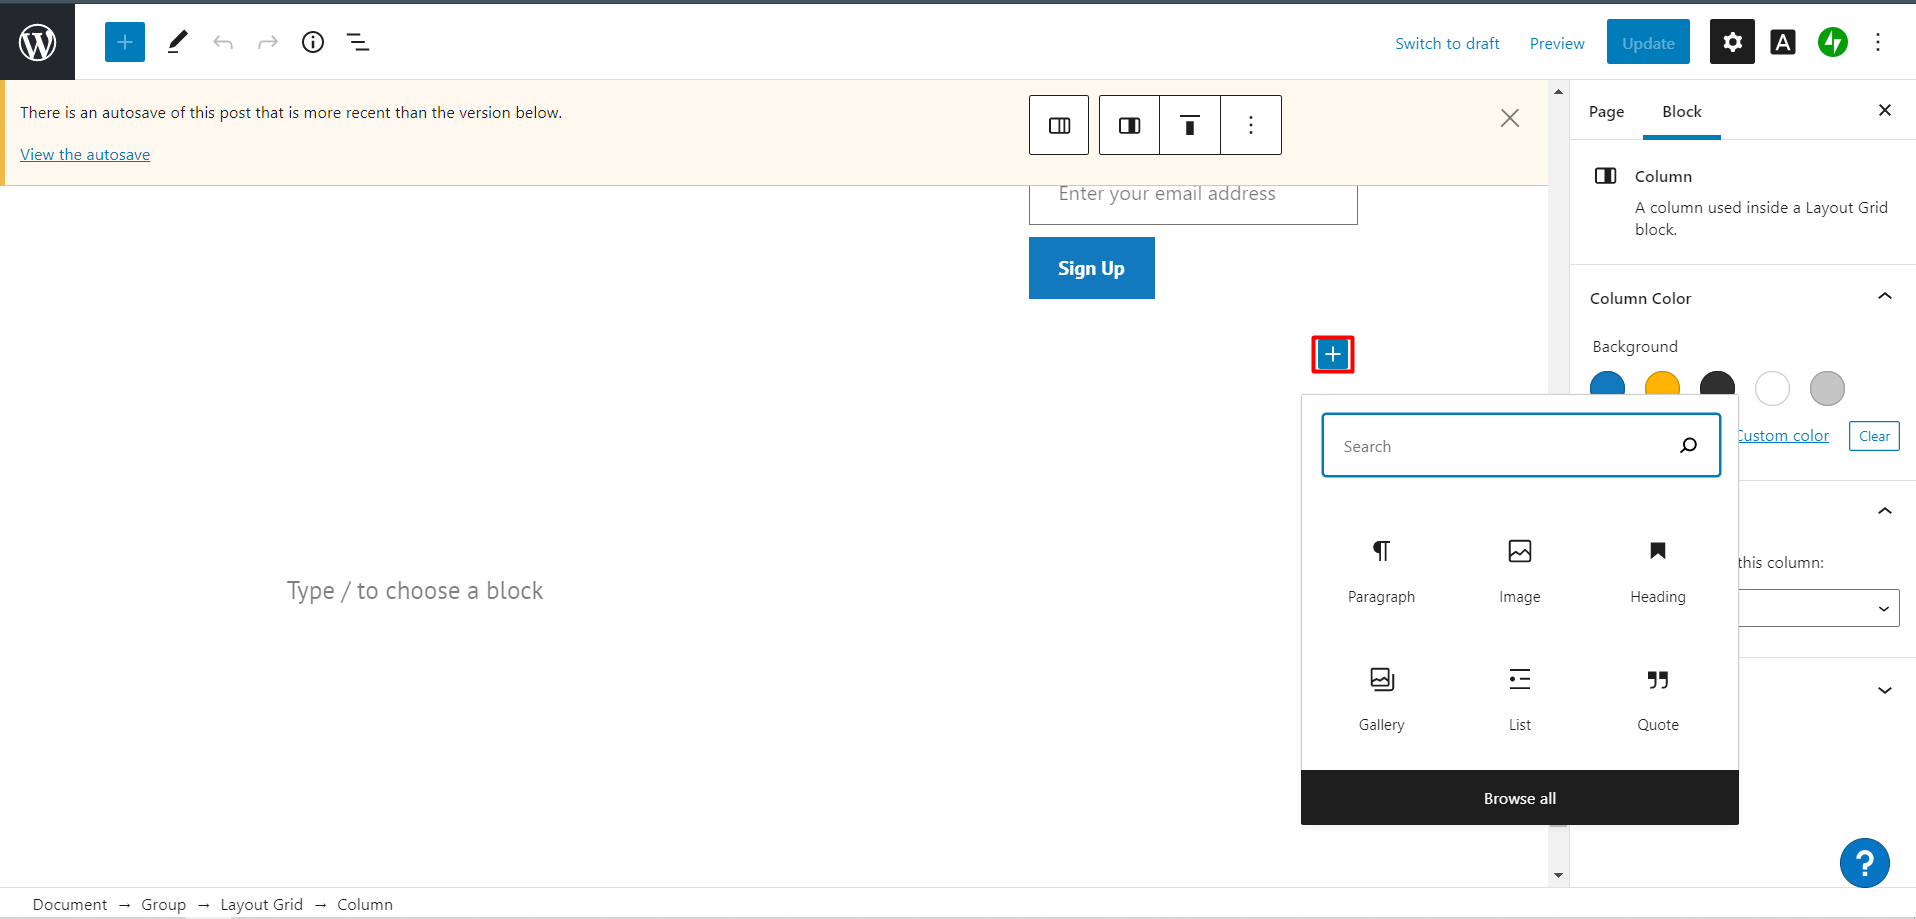 Switch to draft
Preview
Update
A
There is an autosave of this post that is more recent than the version below.
View the autosave
Page
Block
Column
A column used inside a Layout Grid
block.
Enter your email address
Sign Up
Column Color
Background
Custom color
Clear
Search
this column:
Type / to choose a block
Paragraph
Image
Heading
Gallery
List
Quote
Browse all
?
Document → Group → Layout Grid → Column